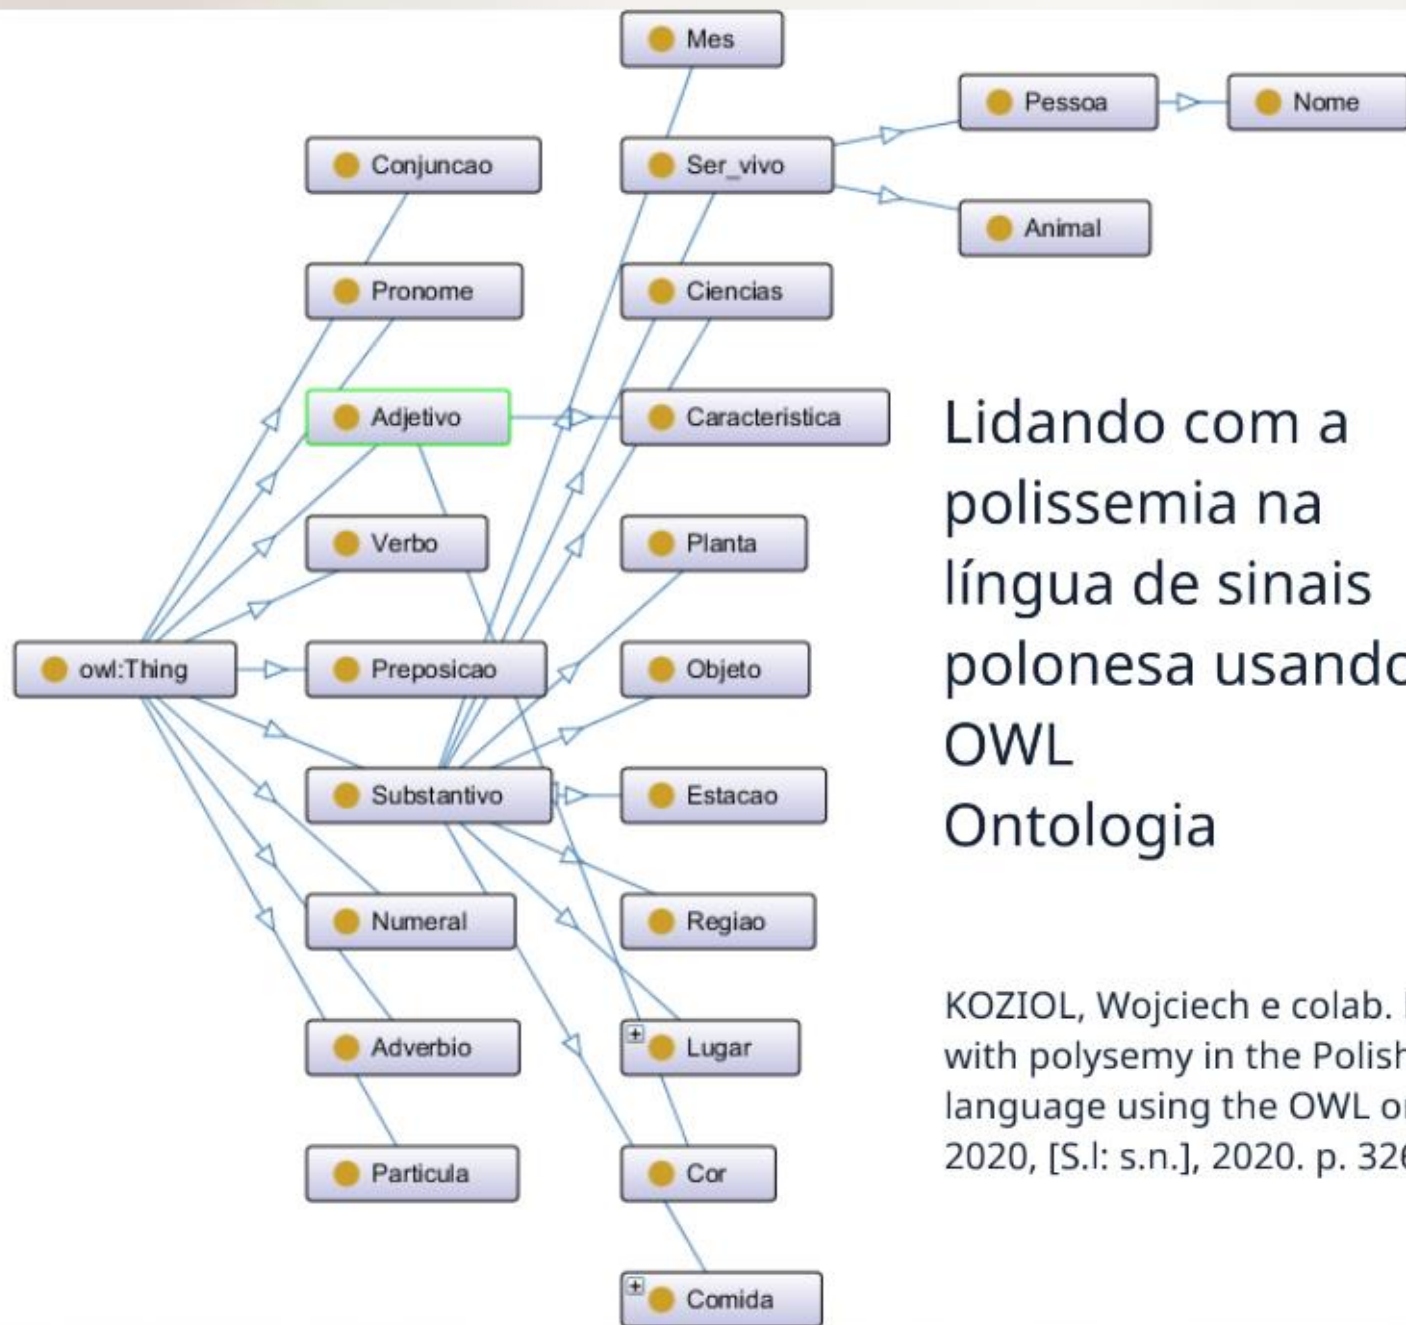 Mes
Pessoa
Nome
Conjuncao
Ser_vivo
Animal
Pronome
Ciencias
Adjetivo
Caracteristica
Verbo
Planta
owl:Thing
Preposicao
Objeto
Substantivo
Estacao
Numeral
Regiao
Adverbio
Lugar
Particula
Cor
Comida
Lidando com a
polissemia na
língua de sinais
polonesa usando
OWL
Ontologia
KOZIOL, Wojciech e colab.
with polysemy in the Polish
language using the OWL
2020, [S.l: s.n.], 2020. p. 326